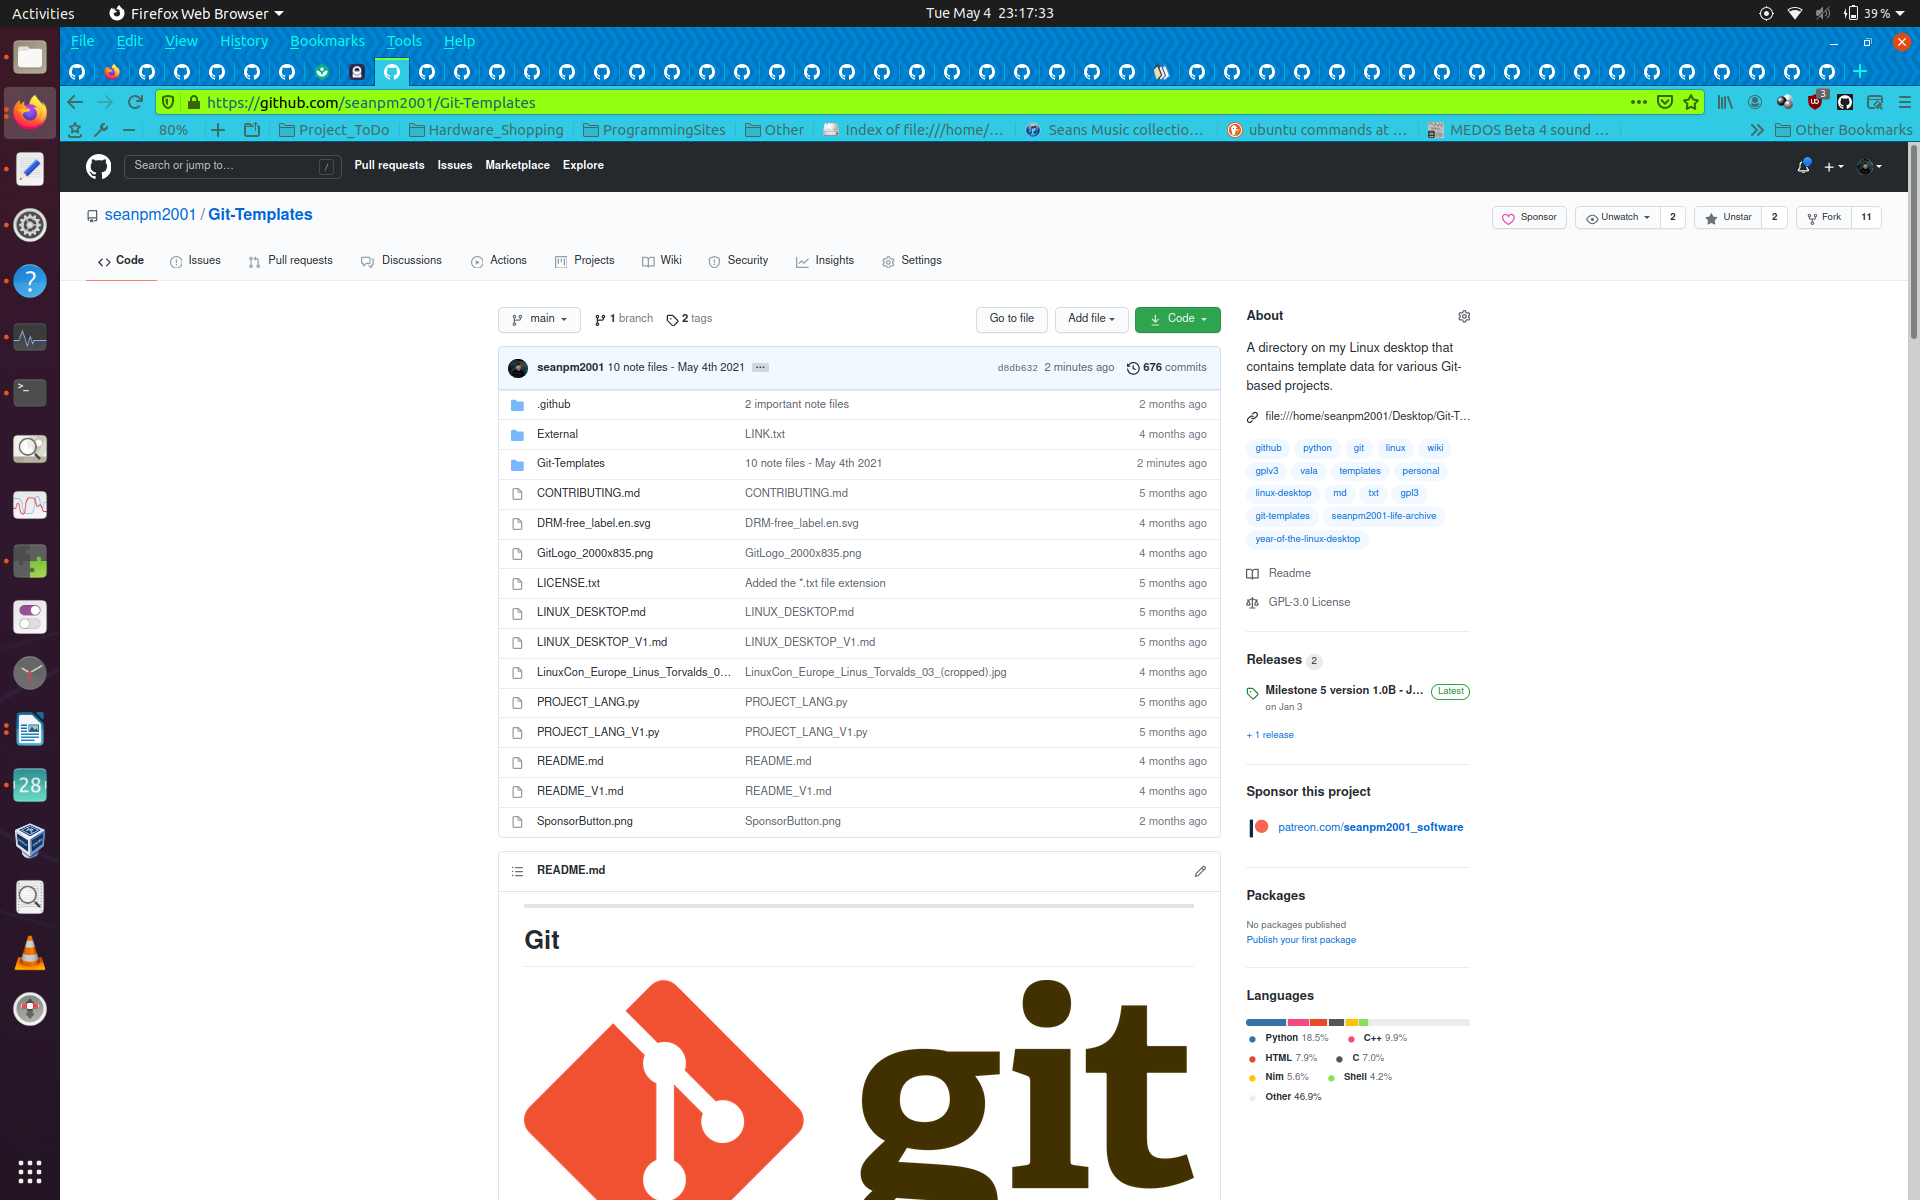 Activities Firefox Web Browser Tue May 4 23:17:33 39 %
File Edit View History Bookmarks Tools Help
https://github.com/seanpm2001/Git-Templates 3
80% Project_ToDo Hardware_Shopping ProgrammingSites Other Index of file:///home/… Seans Music collectio… ubuntu commands at … MEDOS Beta 4 sound … Other Bookmarks
Search or jump to… / Pull requests Issues Marketplace Explore
seanpm2001 / Git-Templates Sponsor Unwatch 2 Unstar 2 Fork 11
Code Issues Pull requests Discussions Actions Projects Wiki Security Insights Settings
main 1 branch 2 tags Go to file Add file Code
seanpm2001 10 note files - May 4th 2021 … d8db632 2 minutes ago 676 commits
.github 2 important note files 2 months ago
External LINK.txt 4 months ago
Git-Templates 10 note files - May 4th 2021 2 minutes ago
CONTRIBUTING.md CONTRIBUTING.md 5 months ago
DRM-free_label.en.svg DRM-free_label.en.svg 4 months ago
GitLogo_2000x835.png GitLogo_2000x835.png 4 months ago
LICENSE.txt Added the *.txt file extension 5 months ago
LINUX_DESKTOP.md LINUX_DESKTOP.md 5 months ago
LINUX_DESKTOP_V1.md LINUX_DESKTOP_V1.md 5 months ago
LinuxCon_Europe_Linus_Torvalds_0… LinuxCon_Europe_Linus_Torvalds_03_(cropped).jpg 4 months ago
PROJECT_LANG.py PROJECT_LANG.py 5 months ago
PROJECT_LANG_V1.py PROJECT_LANG_V1.py 5 months ago
README.md README.md 4 months ago
README_V1.md README_V1.md 4 months ago
SponsorButton.png SponsorButton.png 2 months ago
README.md
Git
git
About
A directory on my Linux desktop that
contains template data for various Git-
based projects.
file:///home/seanpm2001/Desktop/Git-T…
github python git linux wiki
gplv3 vala templates personal
linux-desktop md txt gpl3
git-templates seanpm2001-life-archive
year-of-the-linux-desktop
Readme
GPL-3.0 License
Releases 2
Milestone 5 version 1.0B - J… Latest
on Jan 3
+ 1 release
Sponsor this project
patreon.com/seanpm2001_software
Packages
No packages published
Publish your first package
Languages
Python 18.5% C++ 9.9%
HTML 7.9% C 7.0%
Nim 5.6% Shell 4.2%
Other 46.9%
28